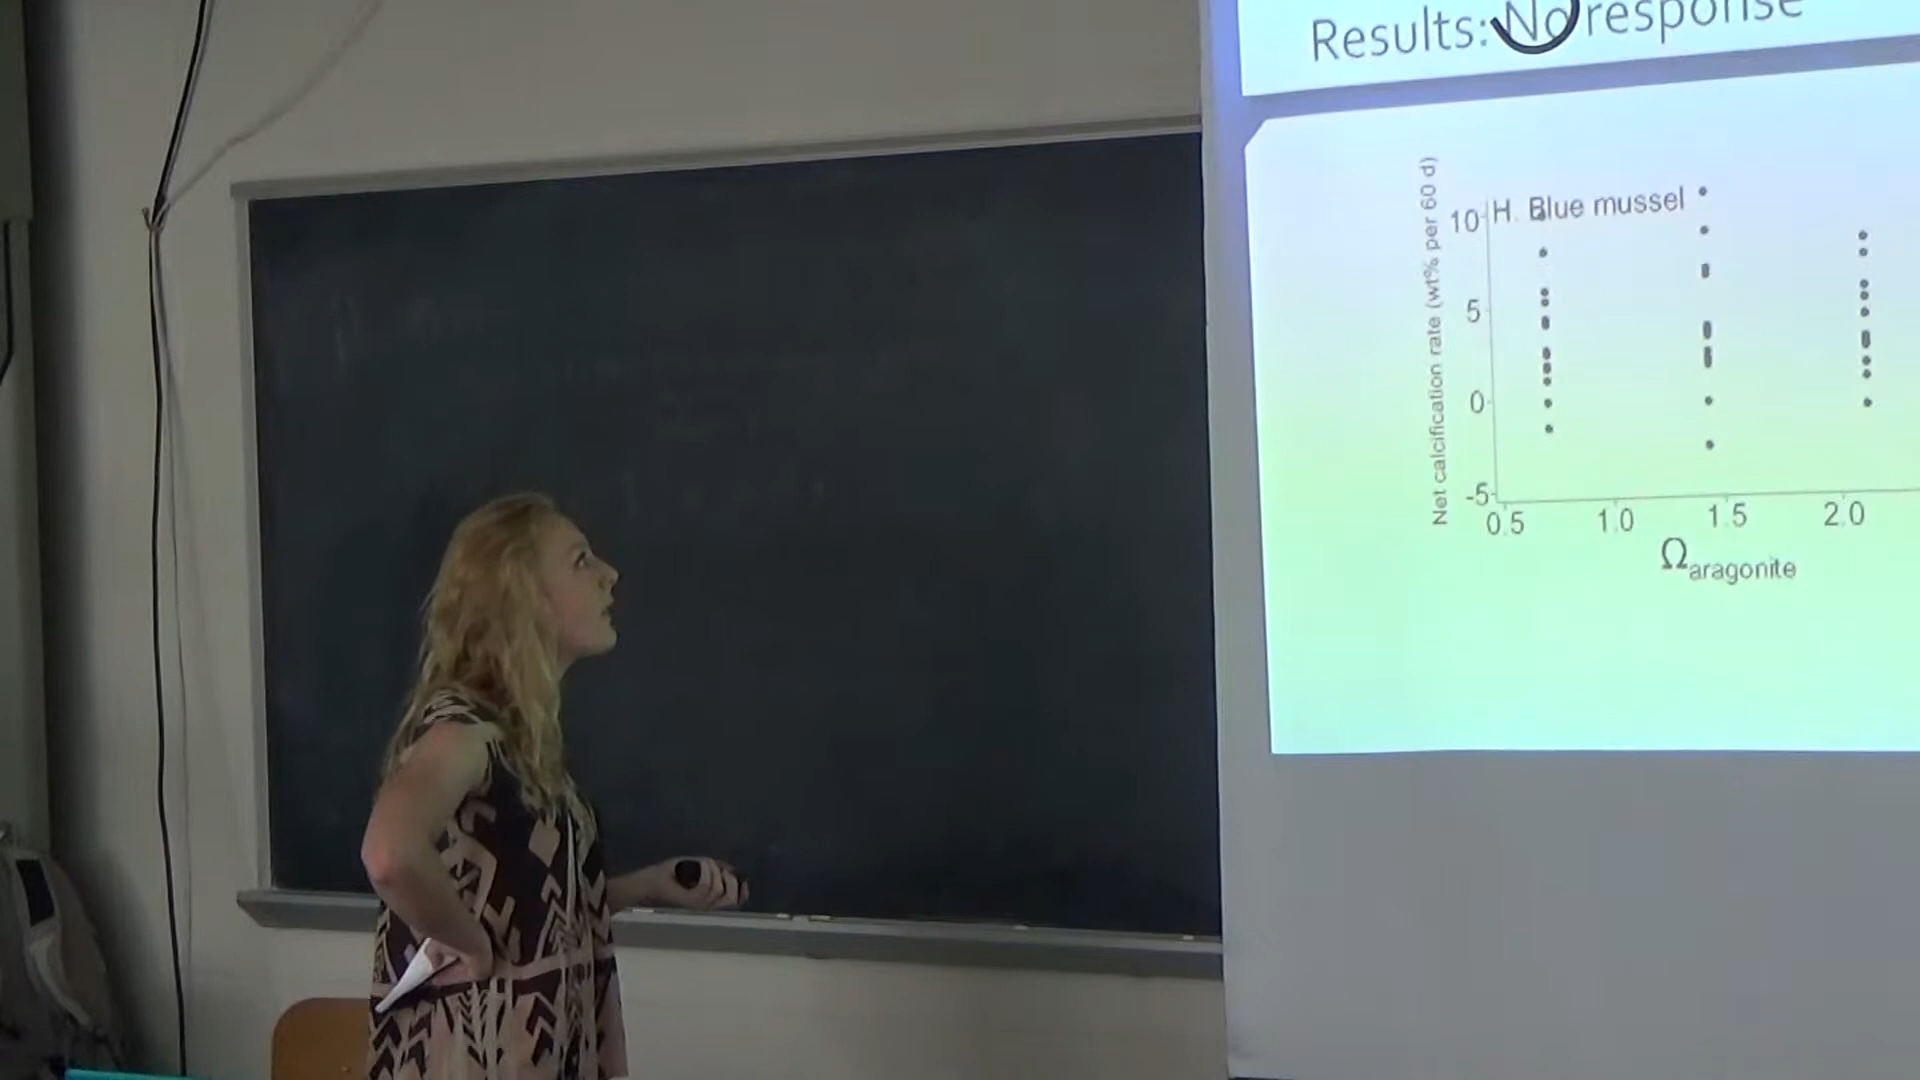 Results: No response
Net calcification rate (wt% per 60 d)
H. Blue mussel
10
5
0
-5
0.5 1.0 1.5 2.0
Ωaragonite